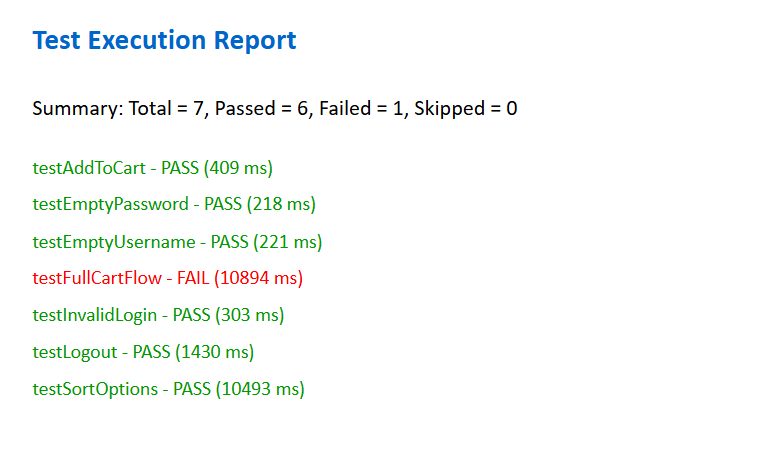 Test Execution Report
Summary: Total = 7, Passed = 6, Failed = 1, Skipped = 0
testAddToCart - PASS (409 ms)
testEmptyPassword - PASS (218 ms)
testEmptyUsername - PASS (221 ms)
testFullCartFlow - FAIL (10894 ms)
testInvalidLogin - PASS (303 ms)
testLogout - PASS (1430 ms)
testSortOptions - PASS (10493 ms)